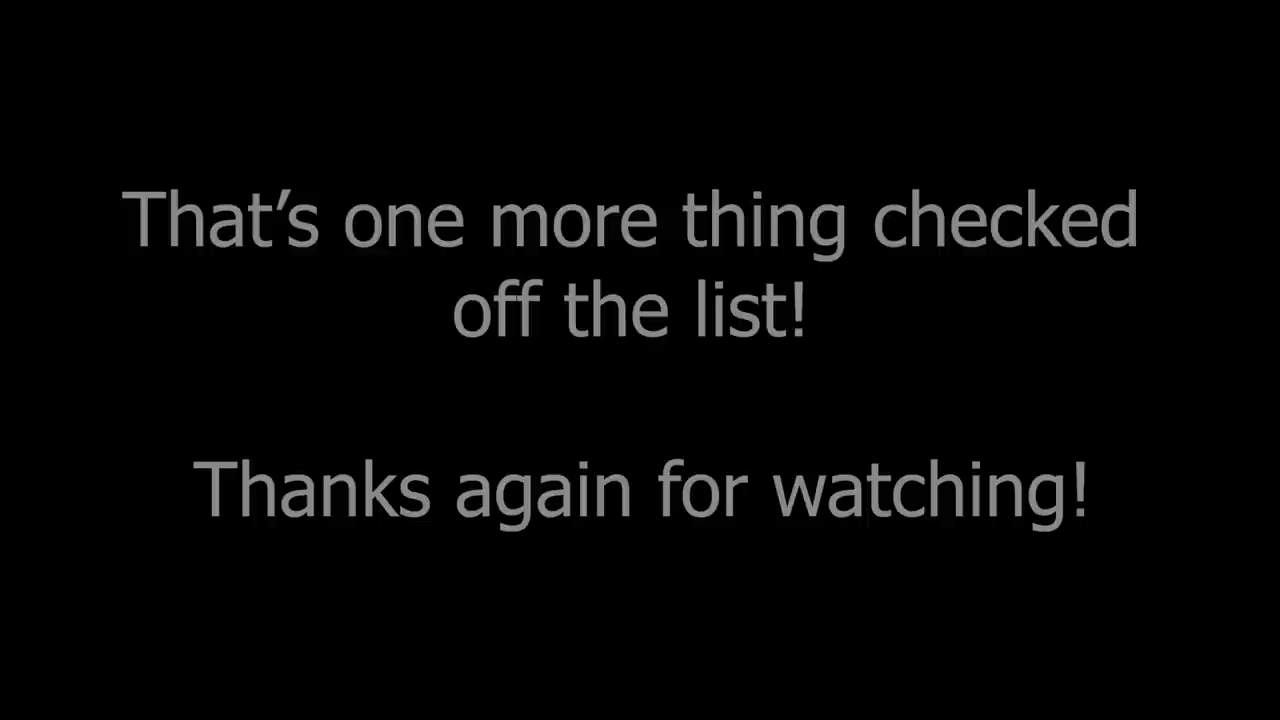 That’s one more thing checked
off the list!
Thanks again for watching!